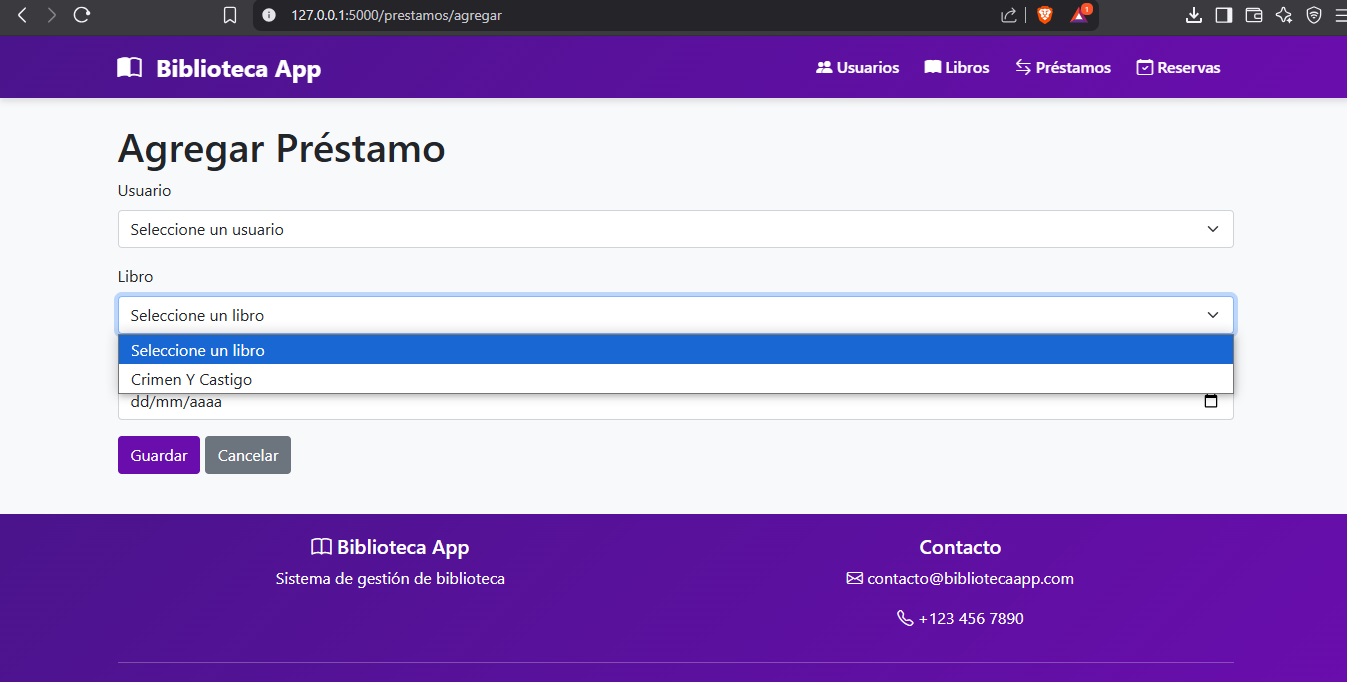 127.0.0.1:5000/prestamos/agregar
1
Biblioteca App
Usuarios
Libros
Préstamos
Reservas
Agregar Préstamo
Usuario
Seleccione un usuario
Libro
Seleccione un libro
Seleccione un libro
Crimen Y Castigo
dd/mm/aaaa
Guardar
Cancelar
Biblioteca App
Sistema de gestión de biblioteca
Contacto
contacto@bibliotecaapp.com
+123 456 7890